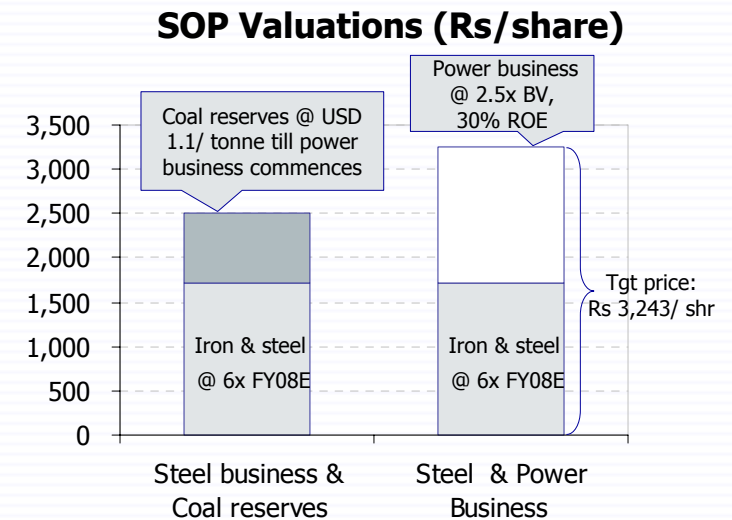 SOP Valuations (Rs/share)
Power business
@ 2.5x BV,
30% ROE
Coal reserves @ USD
1.1/ tonne till power
business commences
3,500
3,000
2,500
2,000
1,500
1,000
500
0
Iron & steel
@ 6x FY08E
Iron & steel
@ 6x FY08E
Tgt price:
Rs 3,243/ shr
Steel business &
Coal reserves
Steel & Power
Business